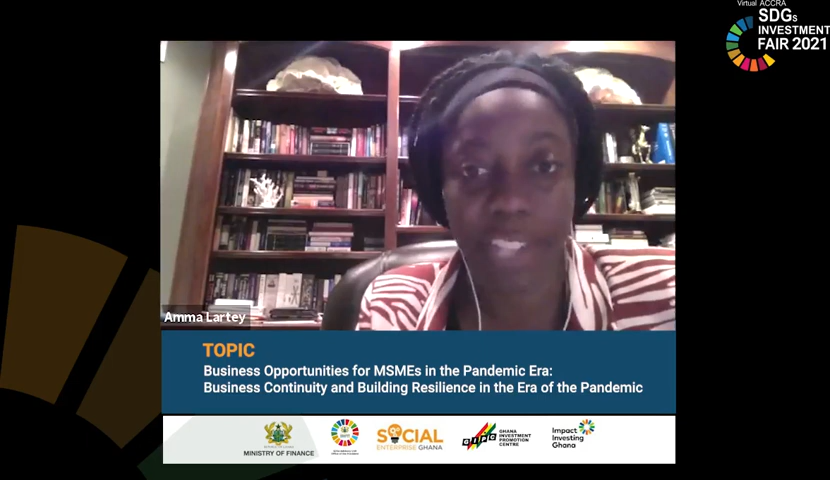 Virtual ACCRA
SDGs
INVESTMENT
FAIR 2021
Amma Lartey
TOPIC
Business Opportunities for MSMEs in the Pandemic Era:
Business Continuity and Building Resilience in the Era of the Pandemic
MINISTRY OF FINANCE
SOCIAL
ENTERPRISE GHANA
GIPC
GHANA
INVESTMENT
PROMOTION
CENTRE
Impact
Investing
Ghana